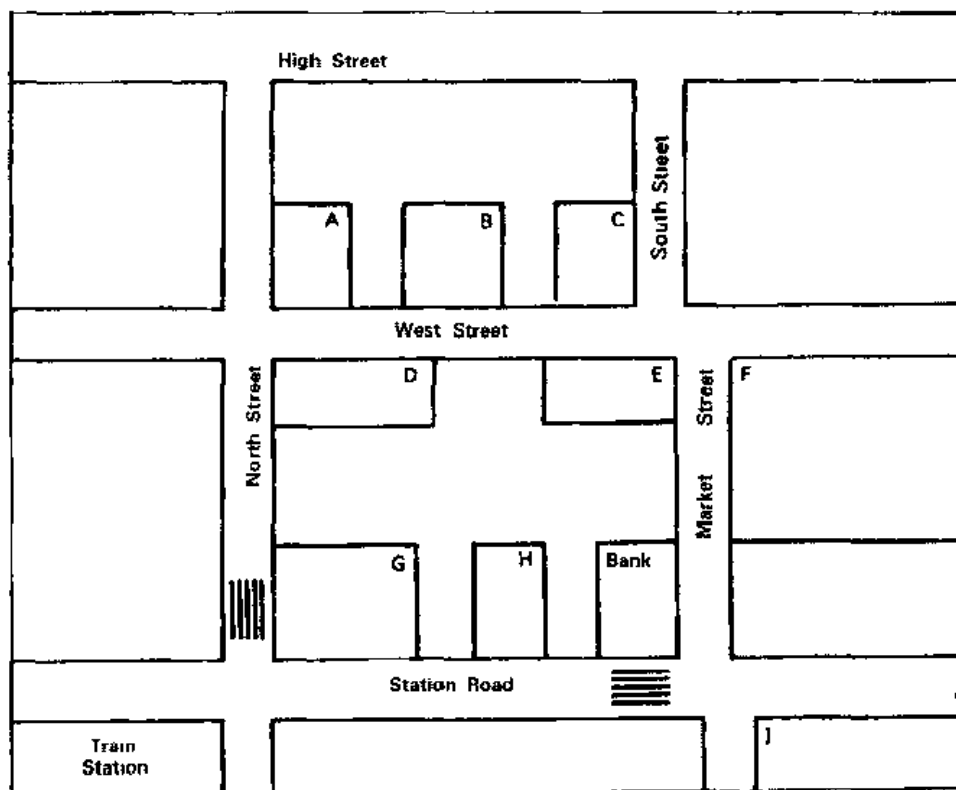 High Street
South Street
A
B
C
West Street
North Street
D
E
Market Street
F
G
H
Bank
Station Road
Train
Station
J